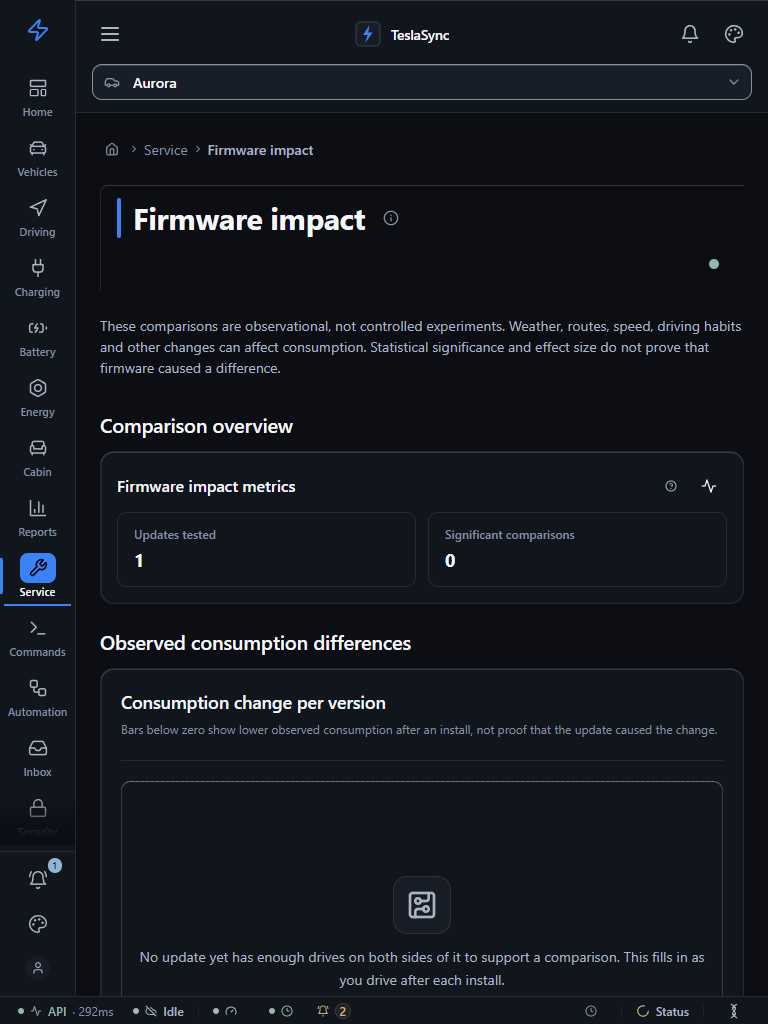 TeslaSync
Aurora
Home
Vehicles
Driving
Charging
Battery
Energy
Cabin
Reports
Service
Commands
Automation
Inbox
Security
1
Service
Firmware impact
Firmware impact
These comparisons are observational, not controlled experiments. Weather, routes, speed, driving habits
and other changes can affect consumption. Statistical significance and effect size do not prove that
firmware caused a difference.
Comparison overview
Firmware impact metrics
Updates tested
1
Significant comparisons
0
Observed consumption differences
Consumption change per version
Bars below zero show lower observed consumption after an install, not proof that the update caused the change.
No update yet has enough drives on both sides of it to support a comparison. This fills in as
you drive after each install.
API · 292ms
Idle
2
Status